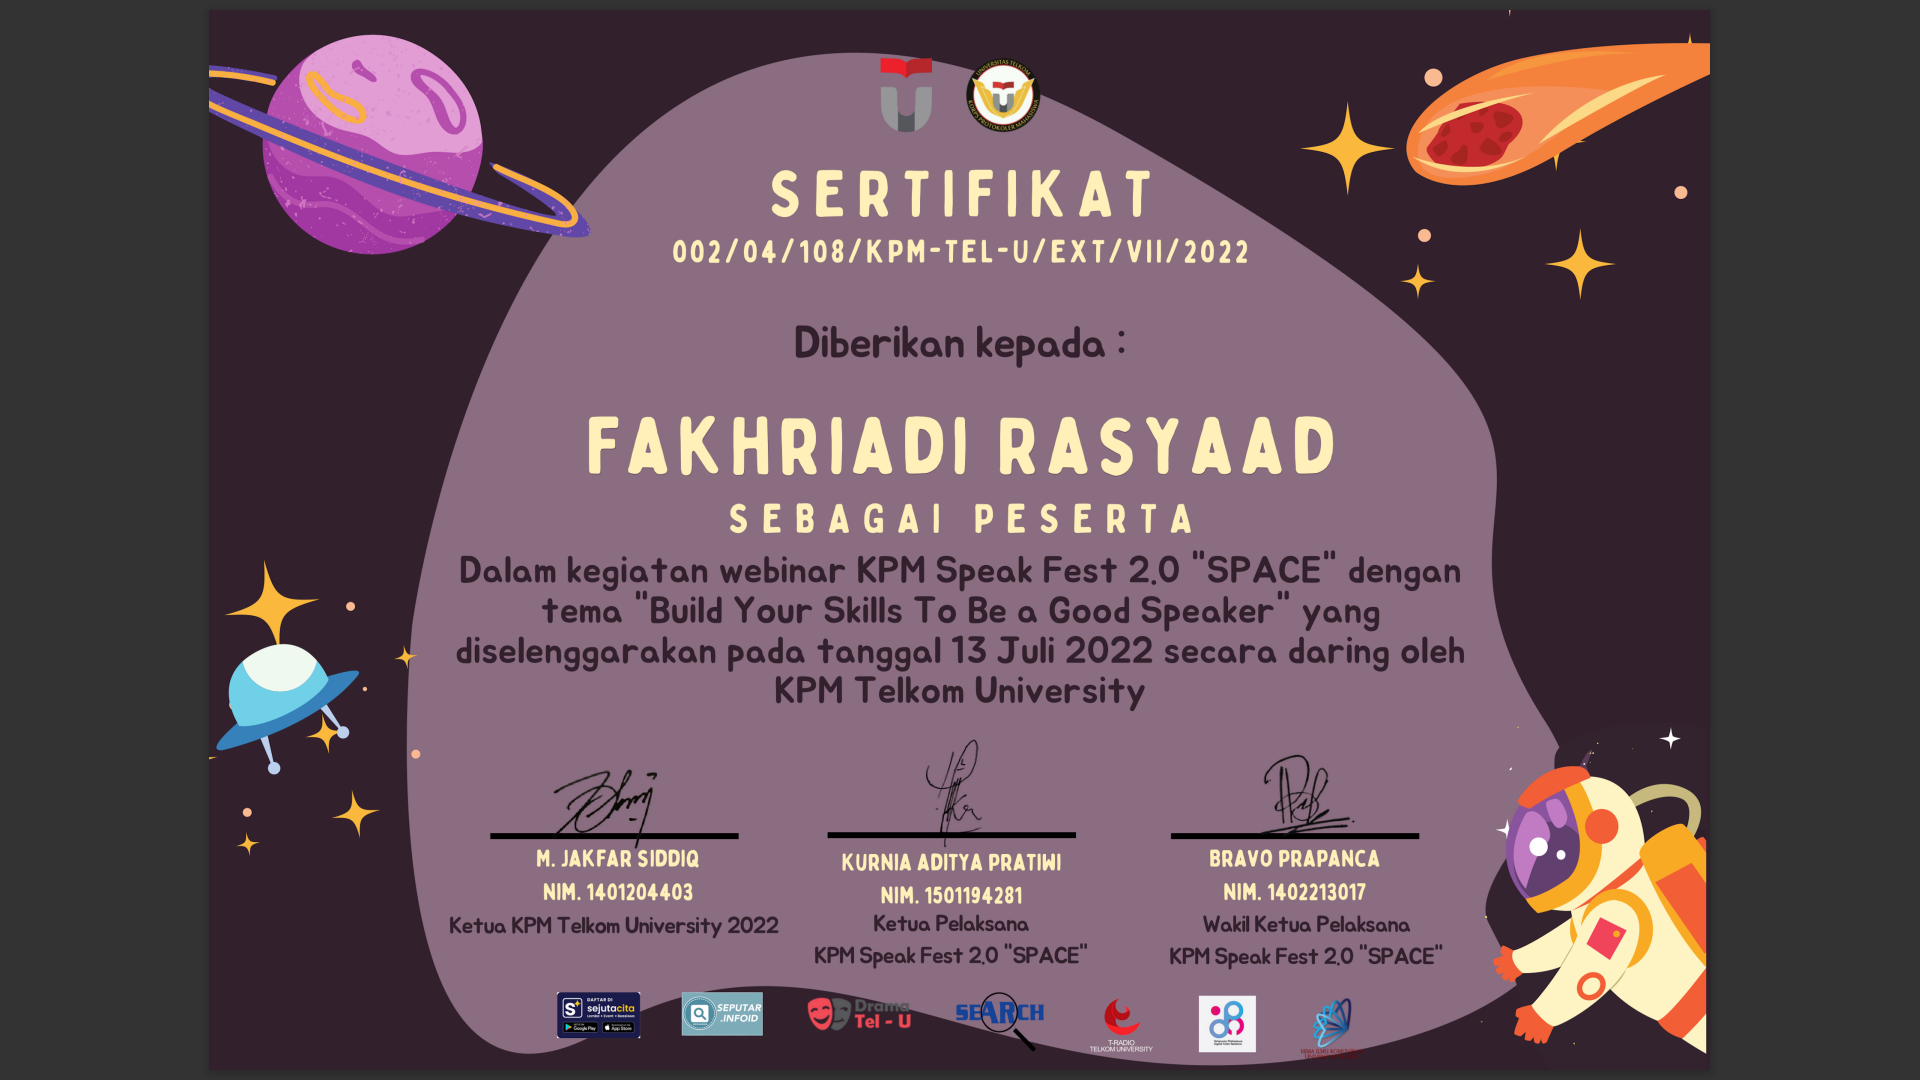 UNIVERSITAS TELKOM
KORPS PROTOKOLER MAHASISWA
SERTIFIKAT
002/04/108/KPM-TEL-U/EXT/VII/2022
Diberikan kepada :
FAKHRIADI RASYAAD
SEBAGAI PESERTA
Dalam kegiatan webinar KPM Speak Fest 2.0 "SPACE" dengan
tema "Build Your Skills To Be a Good Speaker" yang
diselenggarakan pada tanggal 13 Juli 2022 secara daring oleh
KPM Telkom University
M. JAKFAR SIDDIQ
NIM. 1401204403
Ketua KPM Telkom University 2022
KURNIA ADITYA PRATIWI
NIM. 1501194281
Ketua Pelaksana
KPM Speak Fest 2.0 "SPACE"
BRAVO PRAPANCA
NIM. 1402213017
Wakil Ketua Pelaksana
KPM Speak Fest 2.0 "SPACE"
DAFTAR DI
sejutacita
Google Play
App Store
SEPUTAR
.INFOID
Drama
Tel - U
SEARCH
T-RADIO
TELKOM UNIVERSITY